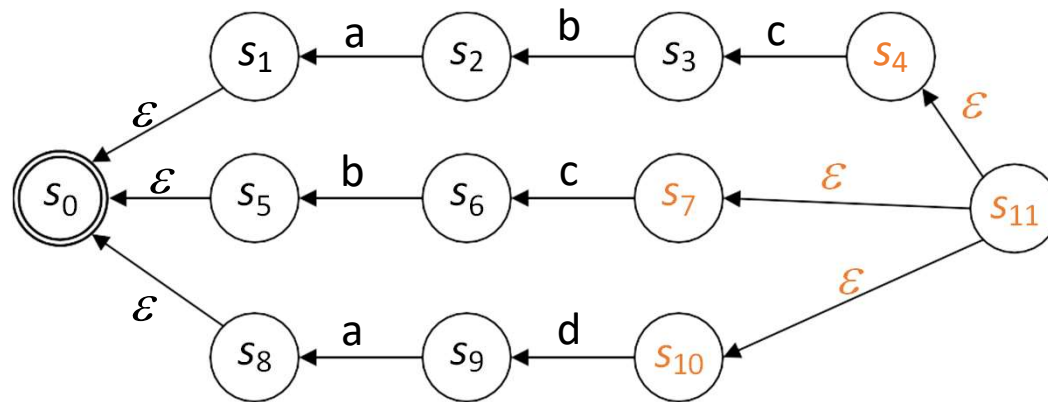 s₁ a s₂ b s₃ c s₄
ε ε
s₀ ε s₅ b s₆ c s₇ ε s₁₁
ε ε
s₈ a s₉ d s₁₀